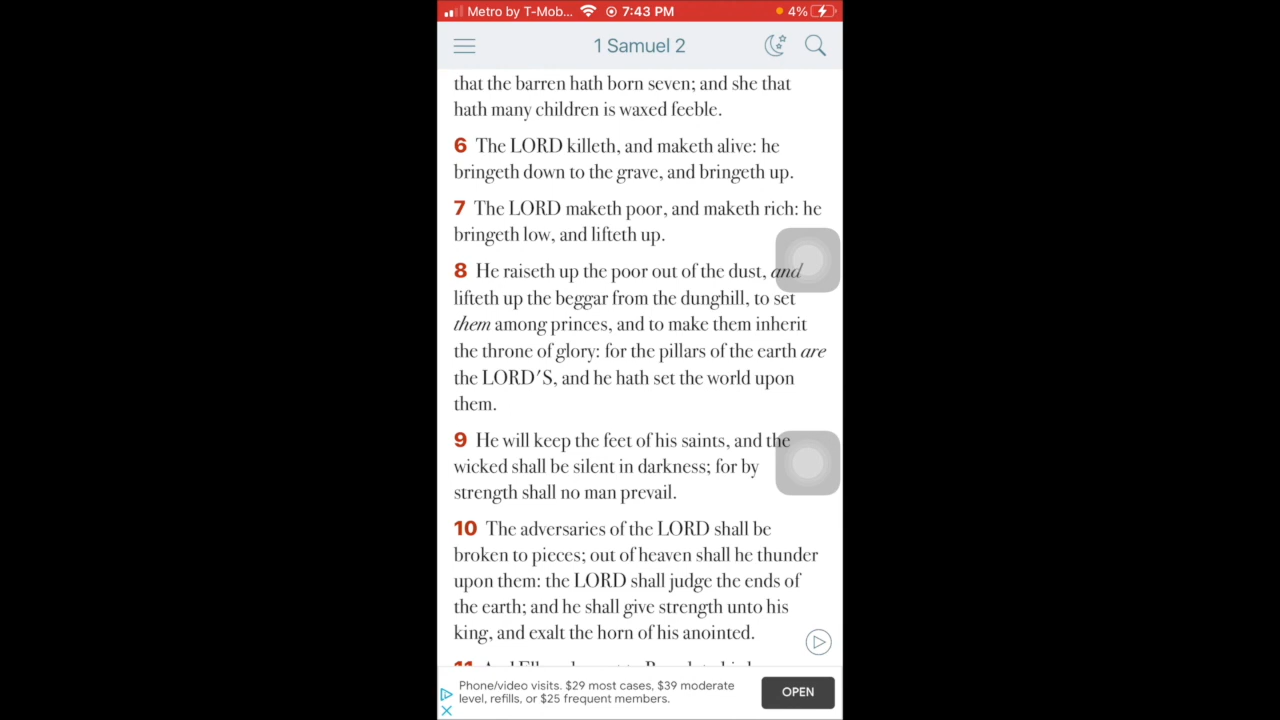 Metro by T-Mob... 7:43 PM 4%
1 Samuel 2
that the barren hath born seven; and she that
hath many children is waxed feeble.
6 The LORD killeth, and maketh alive: he
bringeth down to the grave, and bringeth up.
7 The LORD maketh poor, and maketh rich: he
bringeth low, and lifteth up.
8 He raiseth up the poor out of the dust, and
lifteth up the beggar from the dunghill, to set
them among princes, and to make them inherit
the throne of glory: for the pillars of the earth are
the LORD'S, and he hath set the world upon
them.
9 He will keep the feet of his saints, and the
wicked shall be silent in darkness; for by
strength shall no man prevail.
10 The adversaries of the LORD shall be
broken to pieces; out of heaven shall he thunder
upon them: the LORD shall judge the ends of
the earth; and he shall give strength unto his
king, and exalt the horn of his anointed.
Phone/video visits. $29 most cases, $39 moderate
level, refills, or $25 frequent members.
OPEN